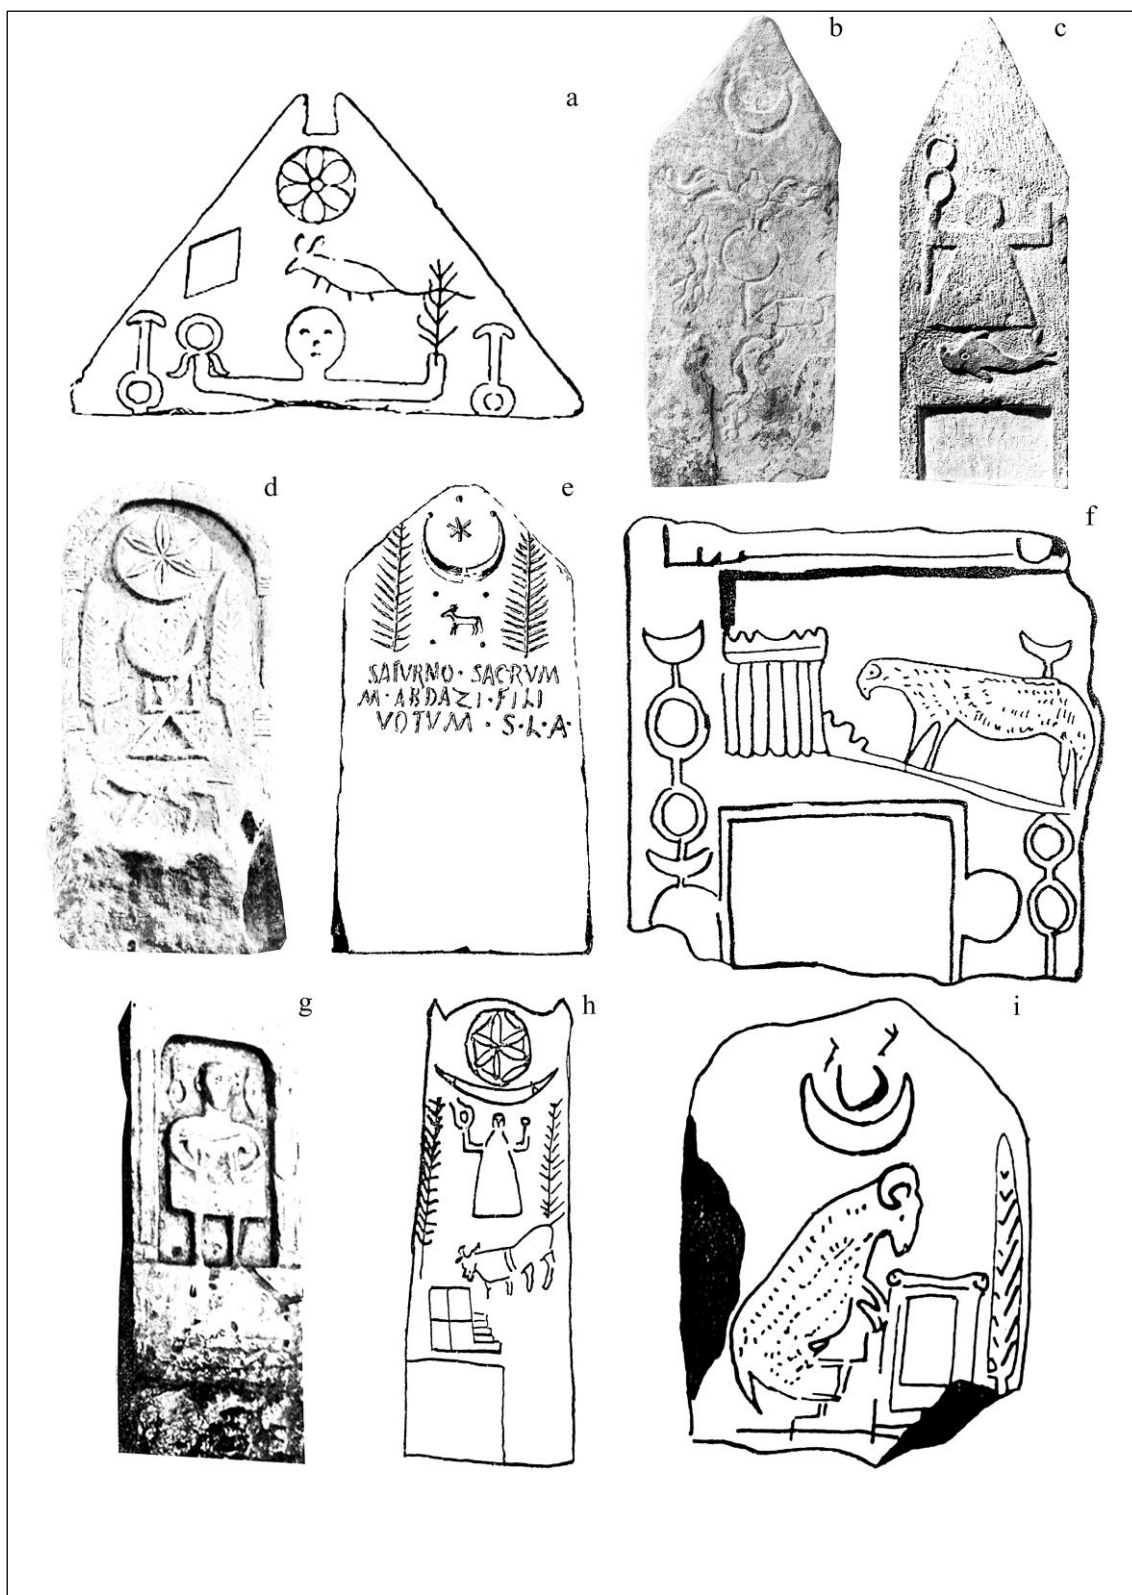 a
b
c
d
e
f
SATVRNO · SACRVM
M · ABDAZI · FILI
VOTVM · S · L · A ·
g
h
i